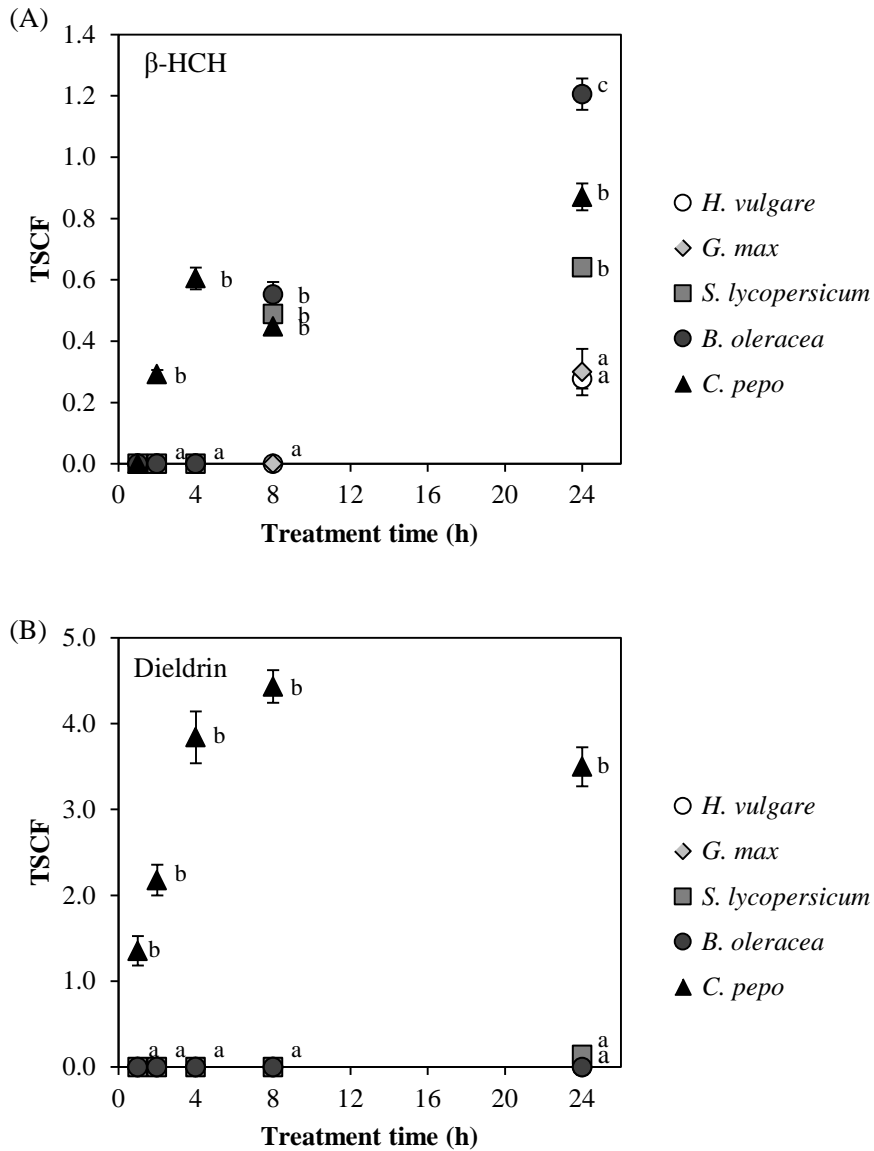 (A)
1.4
1.2
1.0
0.8
0.6
0.4
0.2
0.0
TSCF
β-HCH
b
b
b
b
b
a
a
a
c
b
b
a
a
0
4
8
12
16
20
24
Treatment time (h)
H. vulgare
G. max
S. lycopersicum
B. oleracea
C. pepo
(B)
5.0
4.0
3.0
2.0
1.0
0.0
TSCF
Dieldrin
b
b
b
b
b
a
a
a
a
a
a
0
4
8
12
16
20
24
Treatment time (h)
H. vulgare
G. max
S. lycopersicum
B. oleracea
C. pepo